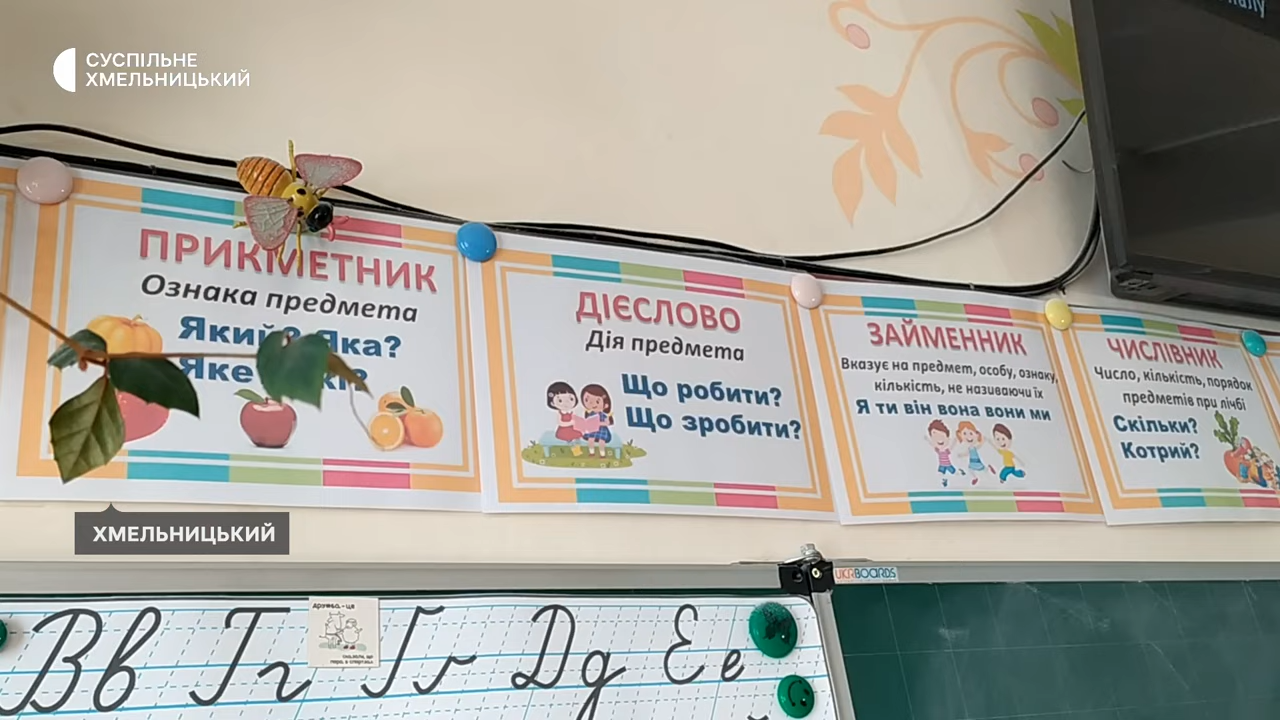 СУСПІЛЬНЕ
ХМЕЛЬНИЦЬКИЙ
ПРИКМЕТНИК
Ознака предмета
Який? Яка?
Яке
ДІЄСЛОВО
Дія предмета
Що робити?
Що зробити?
ЗАЙМЕННИК
Вказує на предмет, особу, ознаку,
кількість, не називаючи їх
Я ти він вона вони ми
ЧИСЛІВНИК
Число, кількість, порядок
предметів при лічбі
Скільки?
Котрий?
ХМЕЛЬНИЦЬКИЙ
UKRBOARDS
Вв Гг Ґґ Дд Ее